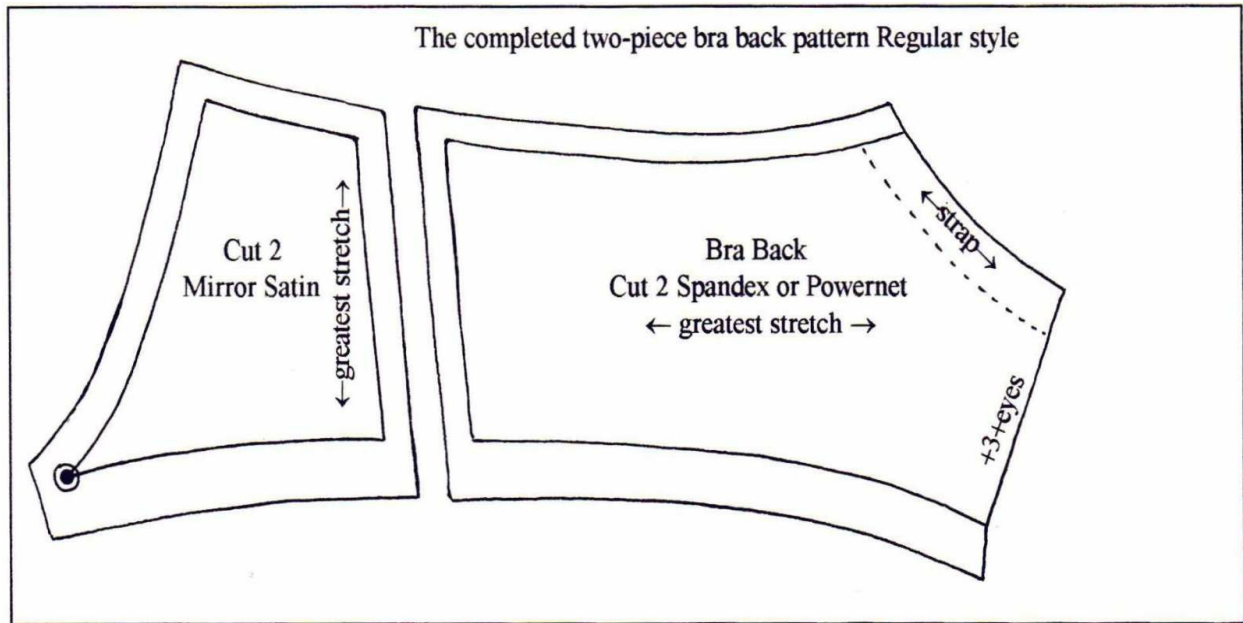 The completed two-piece bra back pattern Regular style
Cut 2
Mirror Satin
←greatest stretch→
Bra Back
Cut 2 Spandex or Powernet
← greatest stretch →
←strap→
+3+eyes